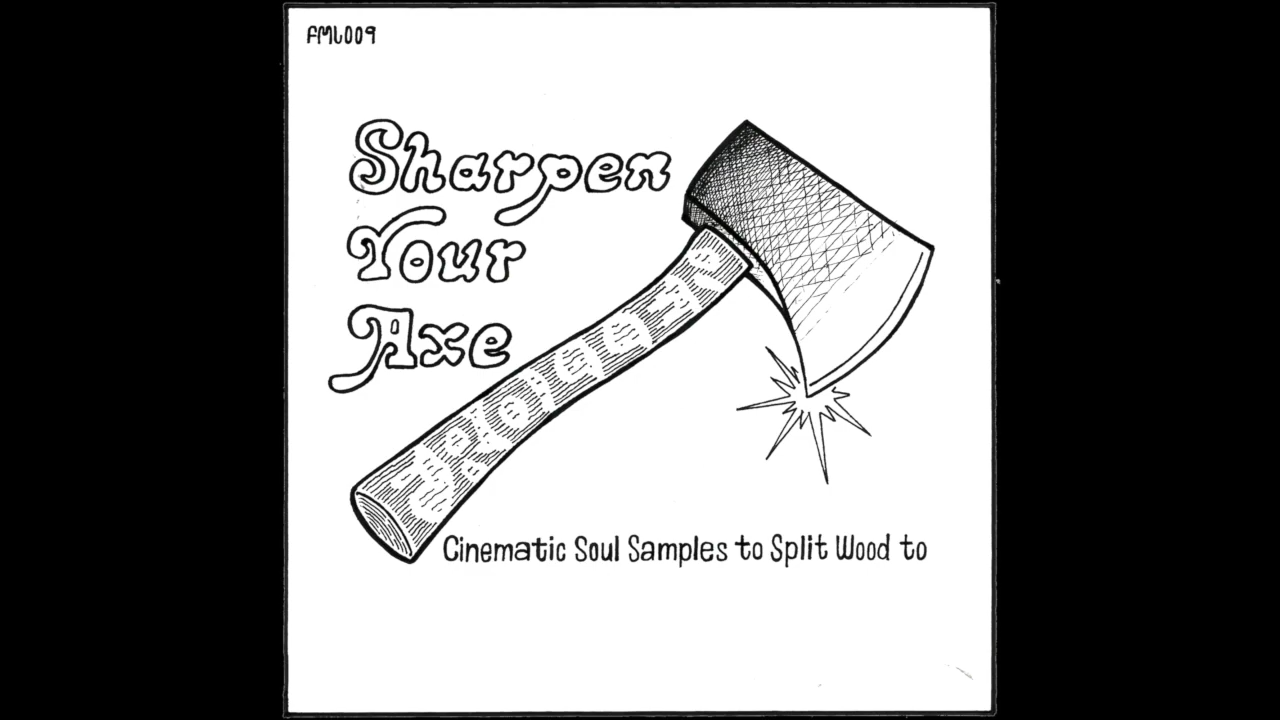 FML009
Sharpen
Your
Axe
Cinematic Soul Samples to Split Wood to